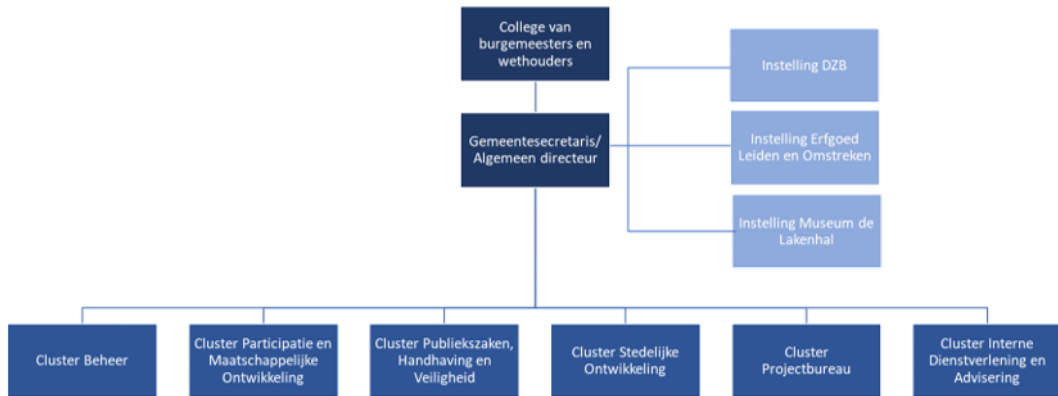 College van
burgemeesters en
wethouders
Instelling DZB
Gemeentesecretaris/
Algemeen directeur
Instelling Erfgoed
Leiden en Omstreken
Instelling Museum de
Lakenhal
Cluster Beheer
Cluster Participatie en
Maatschappelijke
Ontwikkeling
Cluster Publiekszaken,
Handhaving en
Veiligheid
Cluster Stedelijke
Ontwikkeling
Cluster
Projectbureau
Cluster Interne
Dienstverlening en
Advisering